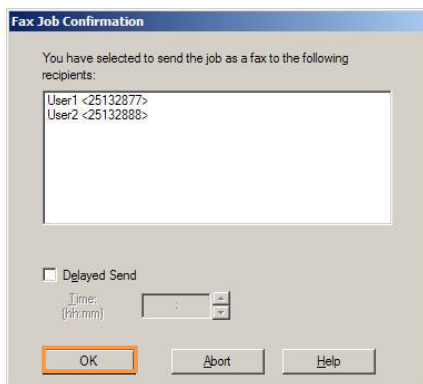 Fax Job Confirmation
You have selected to send the job as a fax to the following
recipients:
User1 <25132877>
User2 <25132888>
Delayed Send
Time:
(hh:mm)
:
OK Abort Help